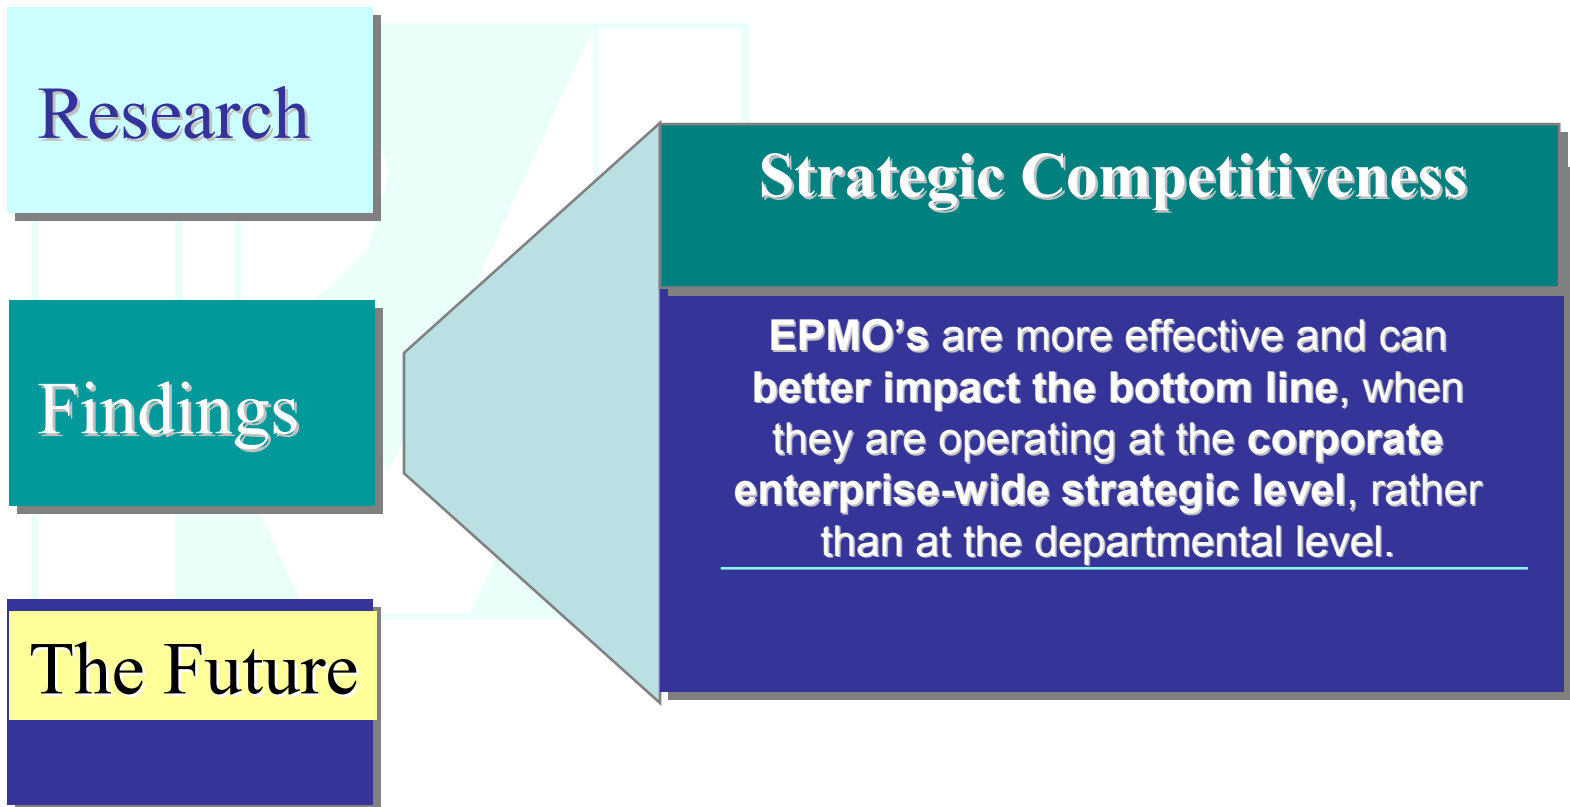 Research
Findings
The Future
Strategic Competitiveness
EPMO’s are more effective and can
better impact the bottom line, when
they are operating at the corporate
enterprise-wide strategic level, rather
than at the departmental level.